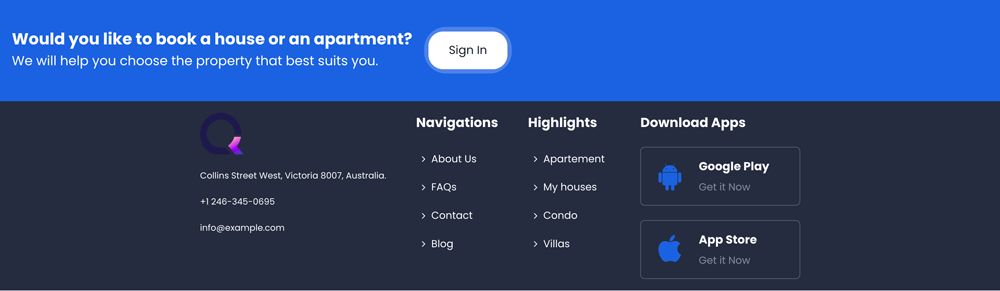 Would you like to book a house or an apartment?
We will help you choose the property that best suits you.
Sign In
Collins Street West, Victoria 8007, Australia.
+1 246-345-0695
info@example.com
Navigations
About Us
FAQs
Contact
Blog
Highlights
Apartement
My houses
Condo
Villas
Download Apps
Google Play
Get it Now
App Store
Get it Now